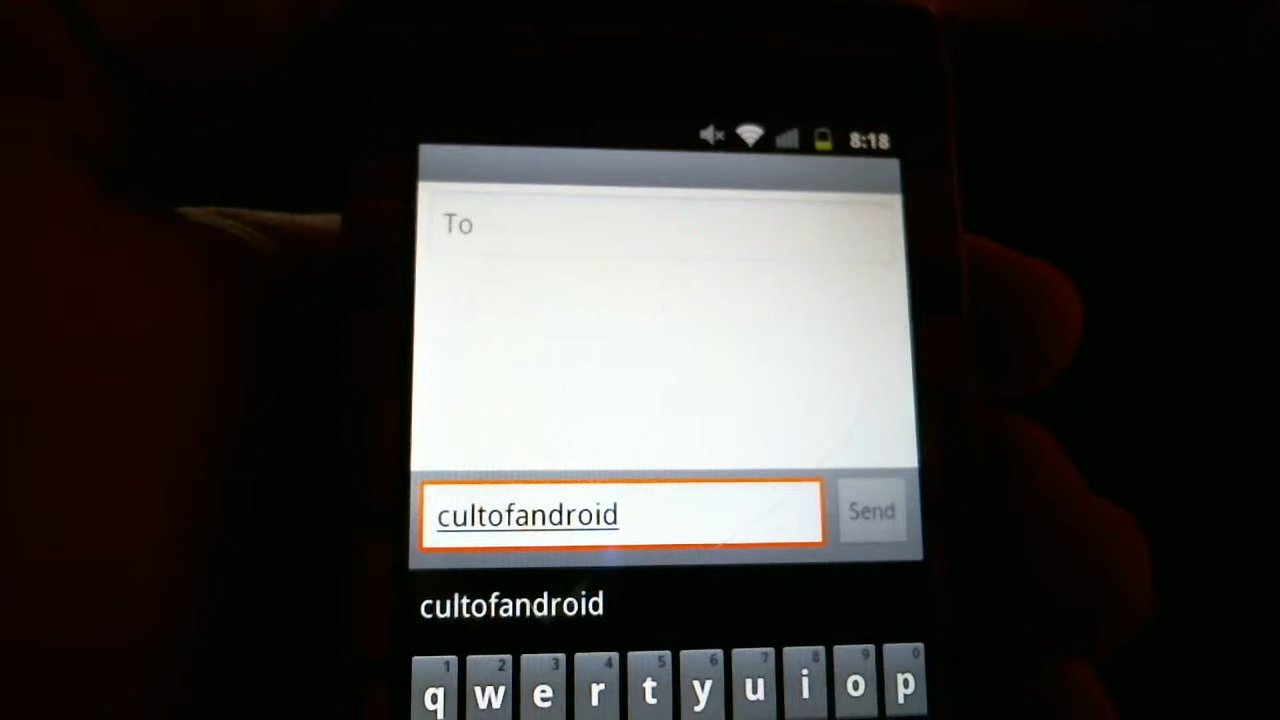 8:18
To
cultofandroid
Send
cultofandroid
1 2 3 4 5 6 7 8 9 0
q w e r t y u i o p